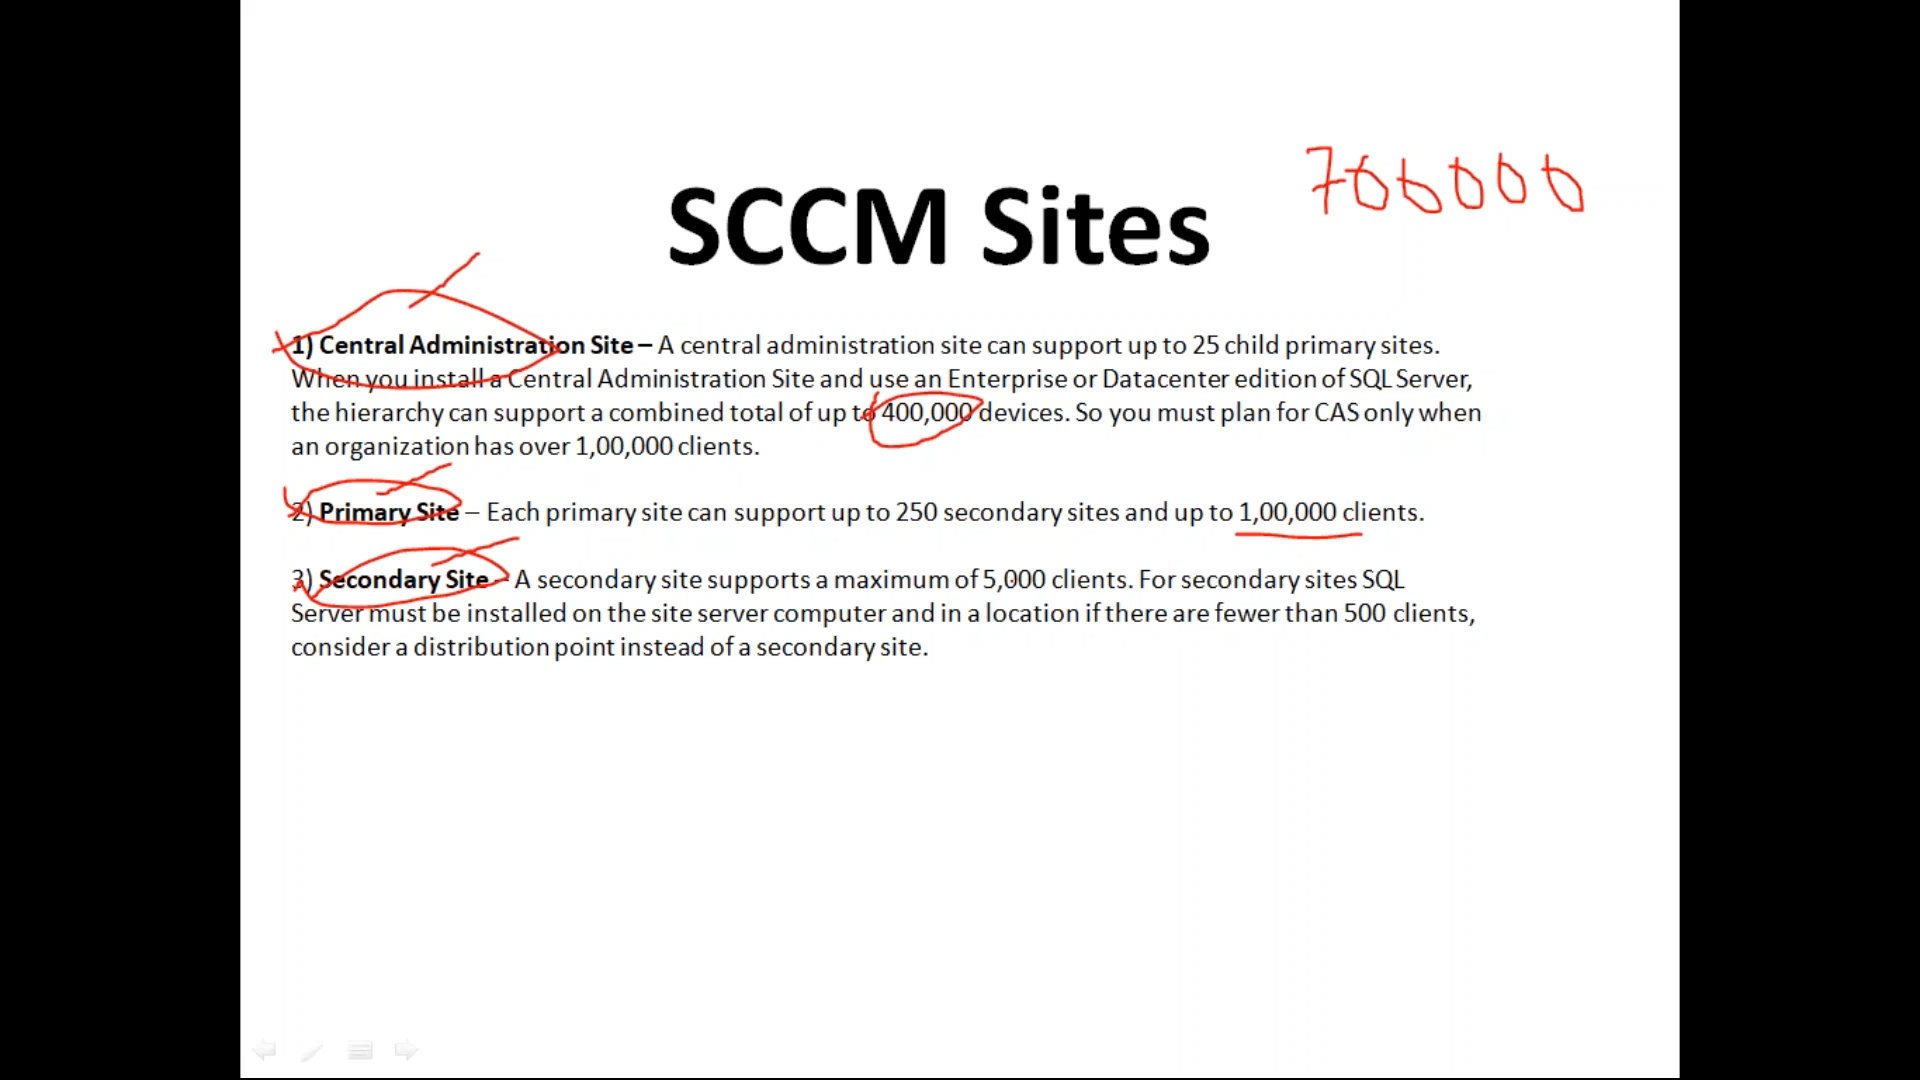 700000
SCCM Sites
1) Central Administration Site – A central administration site can support up to 25 child primary sites.
When you install a Central Administration Site and use an Enterprise or Datacenter edition of SQL Server,
the hierarchy can support a combined total of up to 400,000 devices. So you must plan for CAS only when
an organization has over 1,00,000 clients.
2) Primary Site – Each primary site can support up to 250 secondary sites and up to 1,00,000 clients.
3) Secondary Site – A secondary site supports a maximum of 5,000 clients. For secondary sites SQL
Server must be installed on the site server computer and in a location if there are fewer than 500 clients,
consider a distribution point instead of a secondary site.